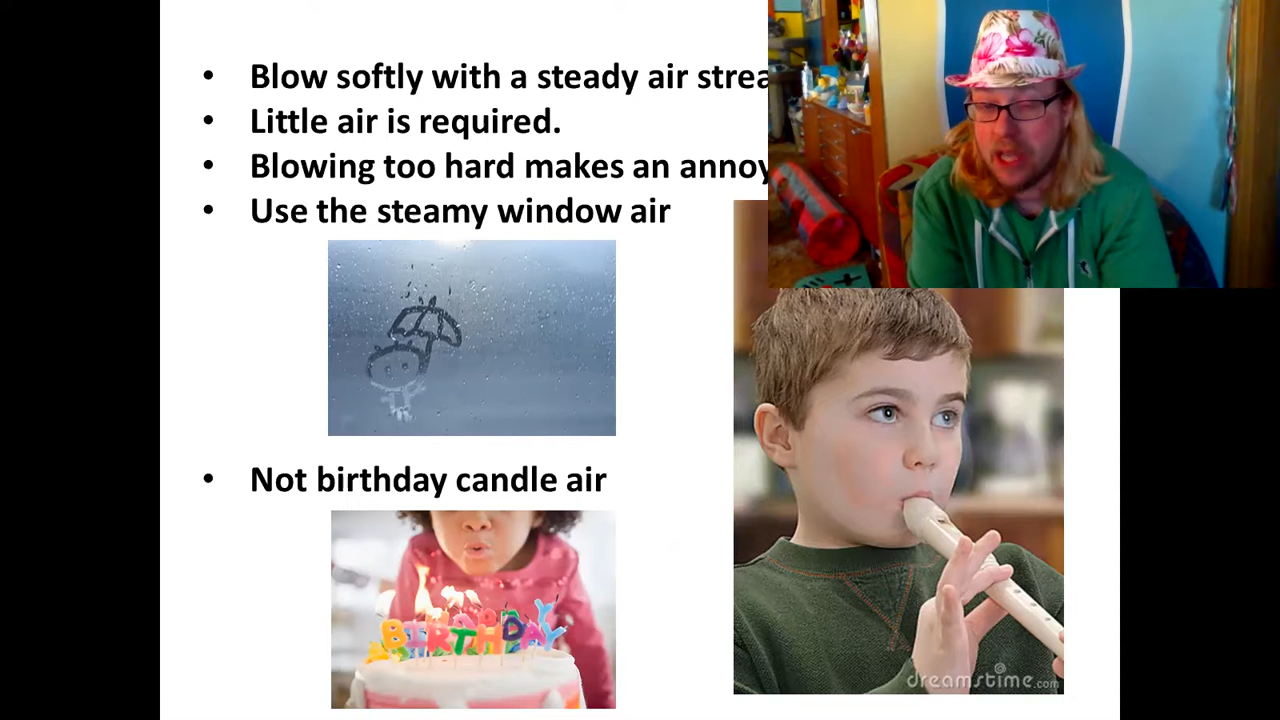 • Blow softly with a steady air strea
• Little air is required.
• Blowing too hard makes an annoy
• Use the steamy window air
• Not birthday candle air
BIRTHDAY
dreamstime.com